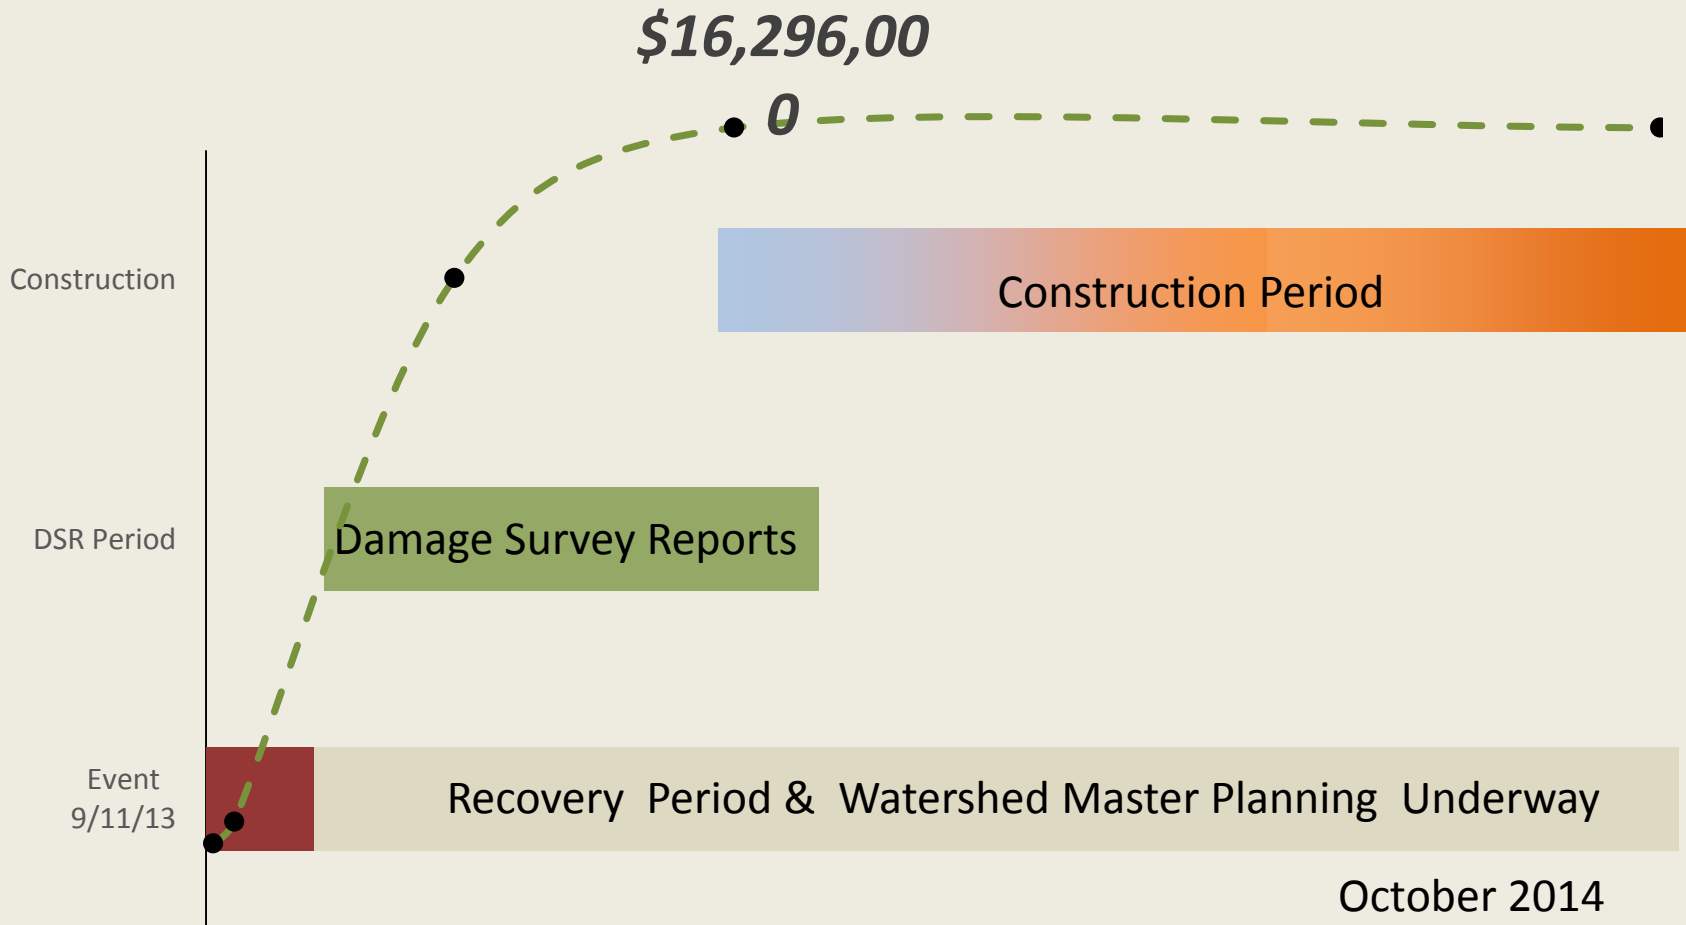 $16,296,00
0
Construction
Construction Period
DSR Period
Damage Survey Reports
Event
9/11/13
Recovery Period & Watershed Master Planning Underway
October 2014